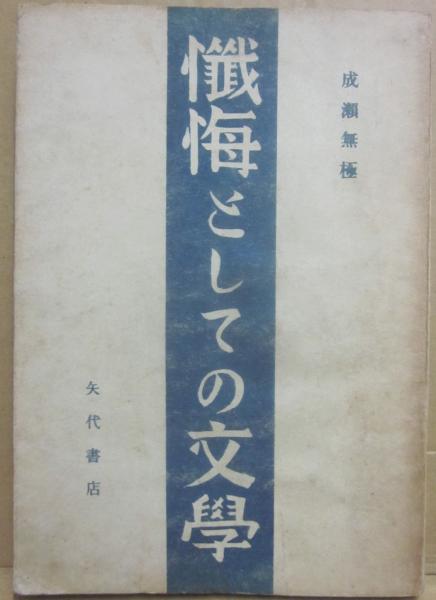 成瀬無極
懺悔としての文學
矢代書店